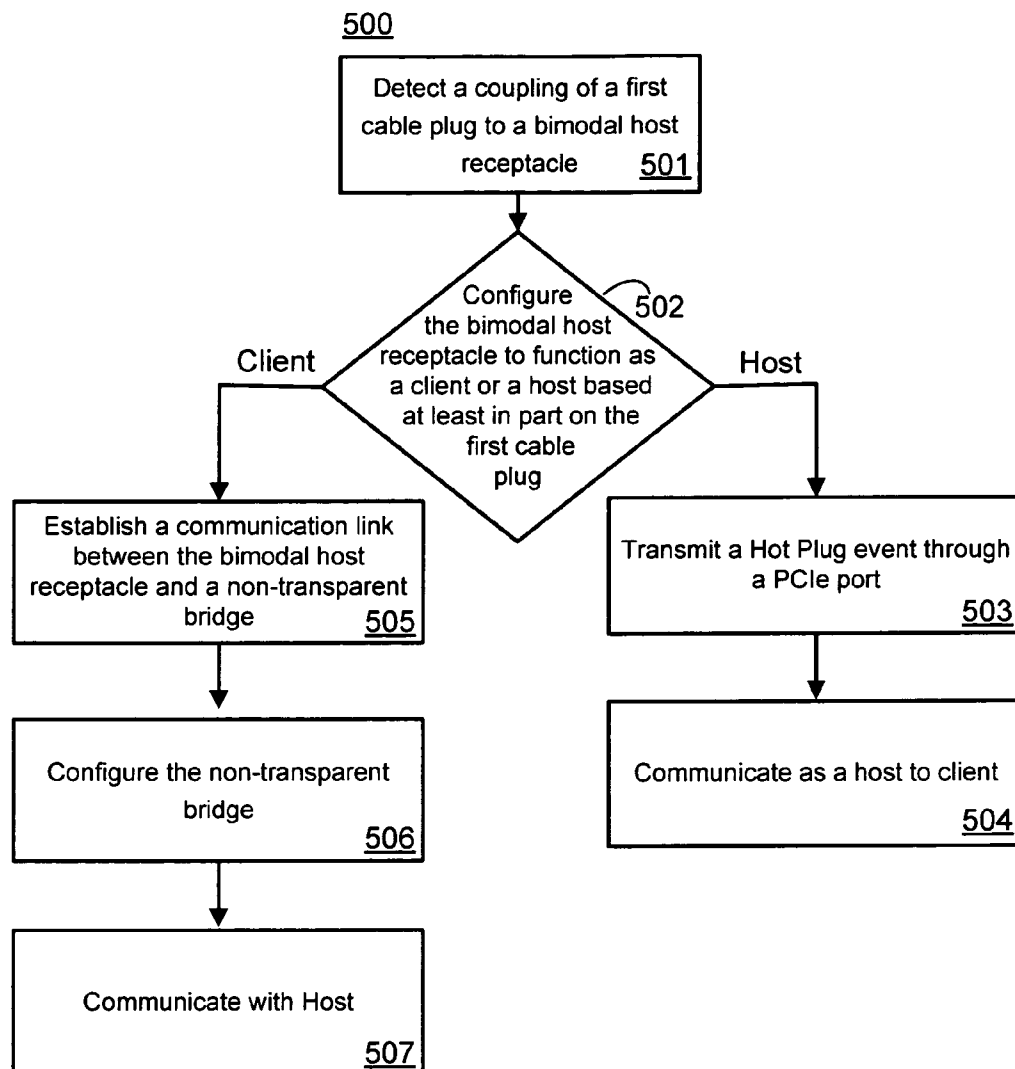 500
Detect a coupling of a first
cable plug to a bimodal host
receptacle
501
Configure
the bimodal host
receptacle to function as
a client or a host based
at least in part on the
first cable
plug
502
Client
Host
Establish a communication link
between the bimodal host
receptacle and a non-transparent
bridge
505
Transmit a Hot Plug event through
a PCIe port
503
Configure the non-transparent
bridge
506
Communicate as a host to client
504
Communicate with Host
507